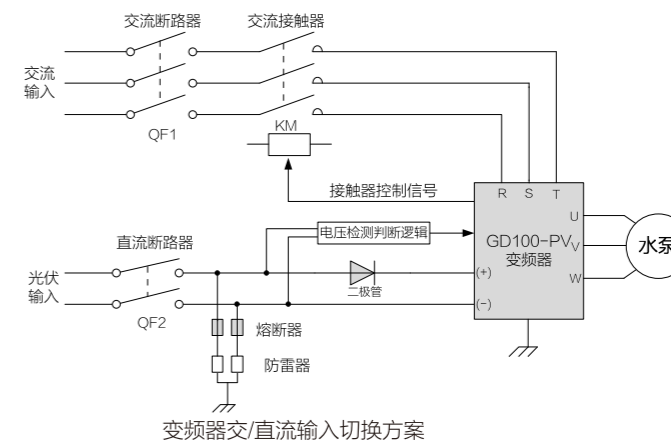 交流断路器
交流接触器
交流
输入
QF1
KM
接触器控制信号
R S T
U
电压检测判断逻辑
GD100-PV
V
水泵
变频器
直流断路器
光伏
输入
(+)
W
二极管
(-)
QF2
熔断器
防雷器
变频器交/直流输入切换方案